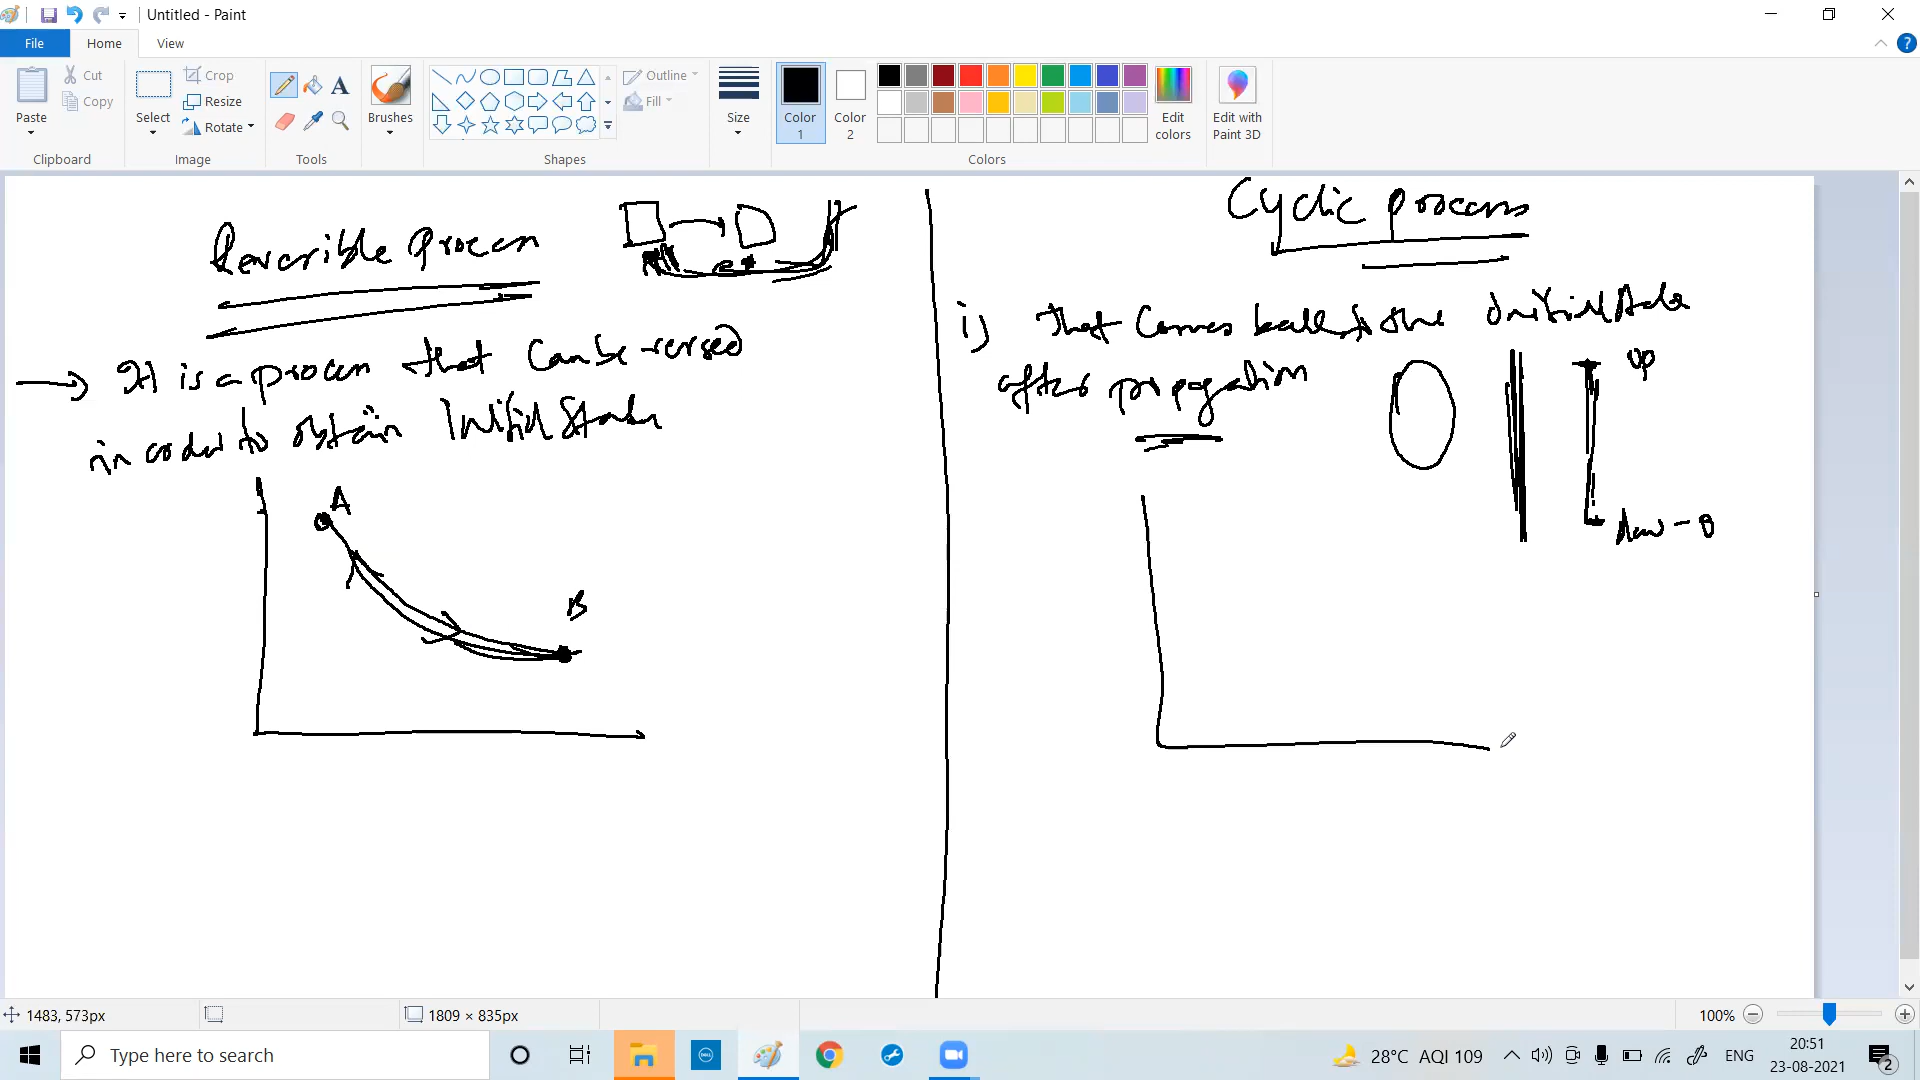 Untitled - Paint
File
Home
View
Paste
Cut
Copy
Clipboard
Select
Crop
Resize
Rotate
Image
Tools
A
Brushes
Outline
Fill
Shapes
Size
Color 1
Color 2
Edit colors
Edit with Paint 3D
Colors
Reversible Process
→ It is a process that can be reversed
in order to obtain Initial State
A
B
Cyclic process
i) that comes back to the Initial State
after propagation
up
1483, 573px
1809 × 835px
100%
Type here to search
28°C AQI 109
ENG
20:51
23-08-2021
2